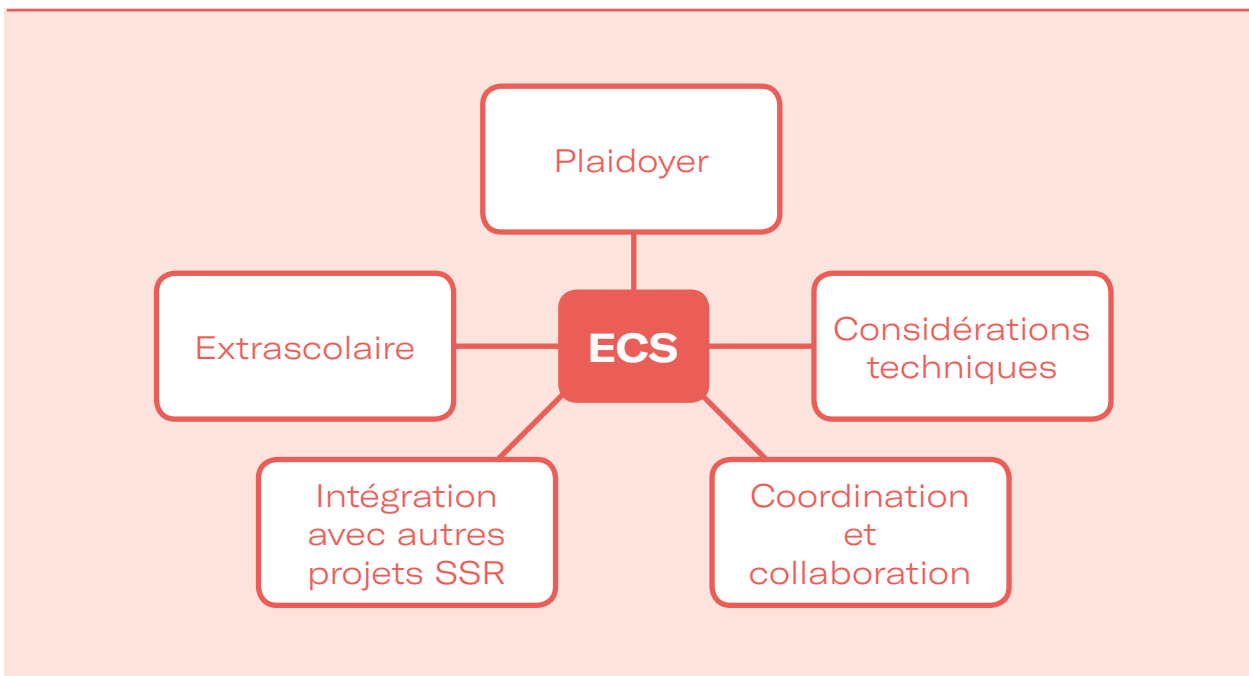 Plaidoyer
Extrascolaire
ECS
Considérations
techniques
Intégration
avec autres
projets SSR
Coordination
et
collaboration